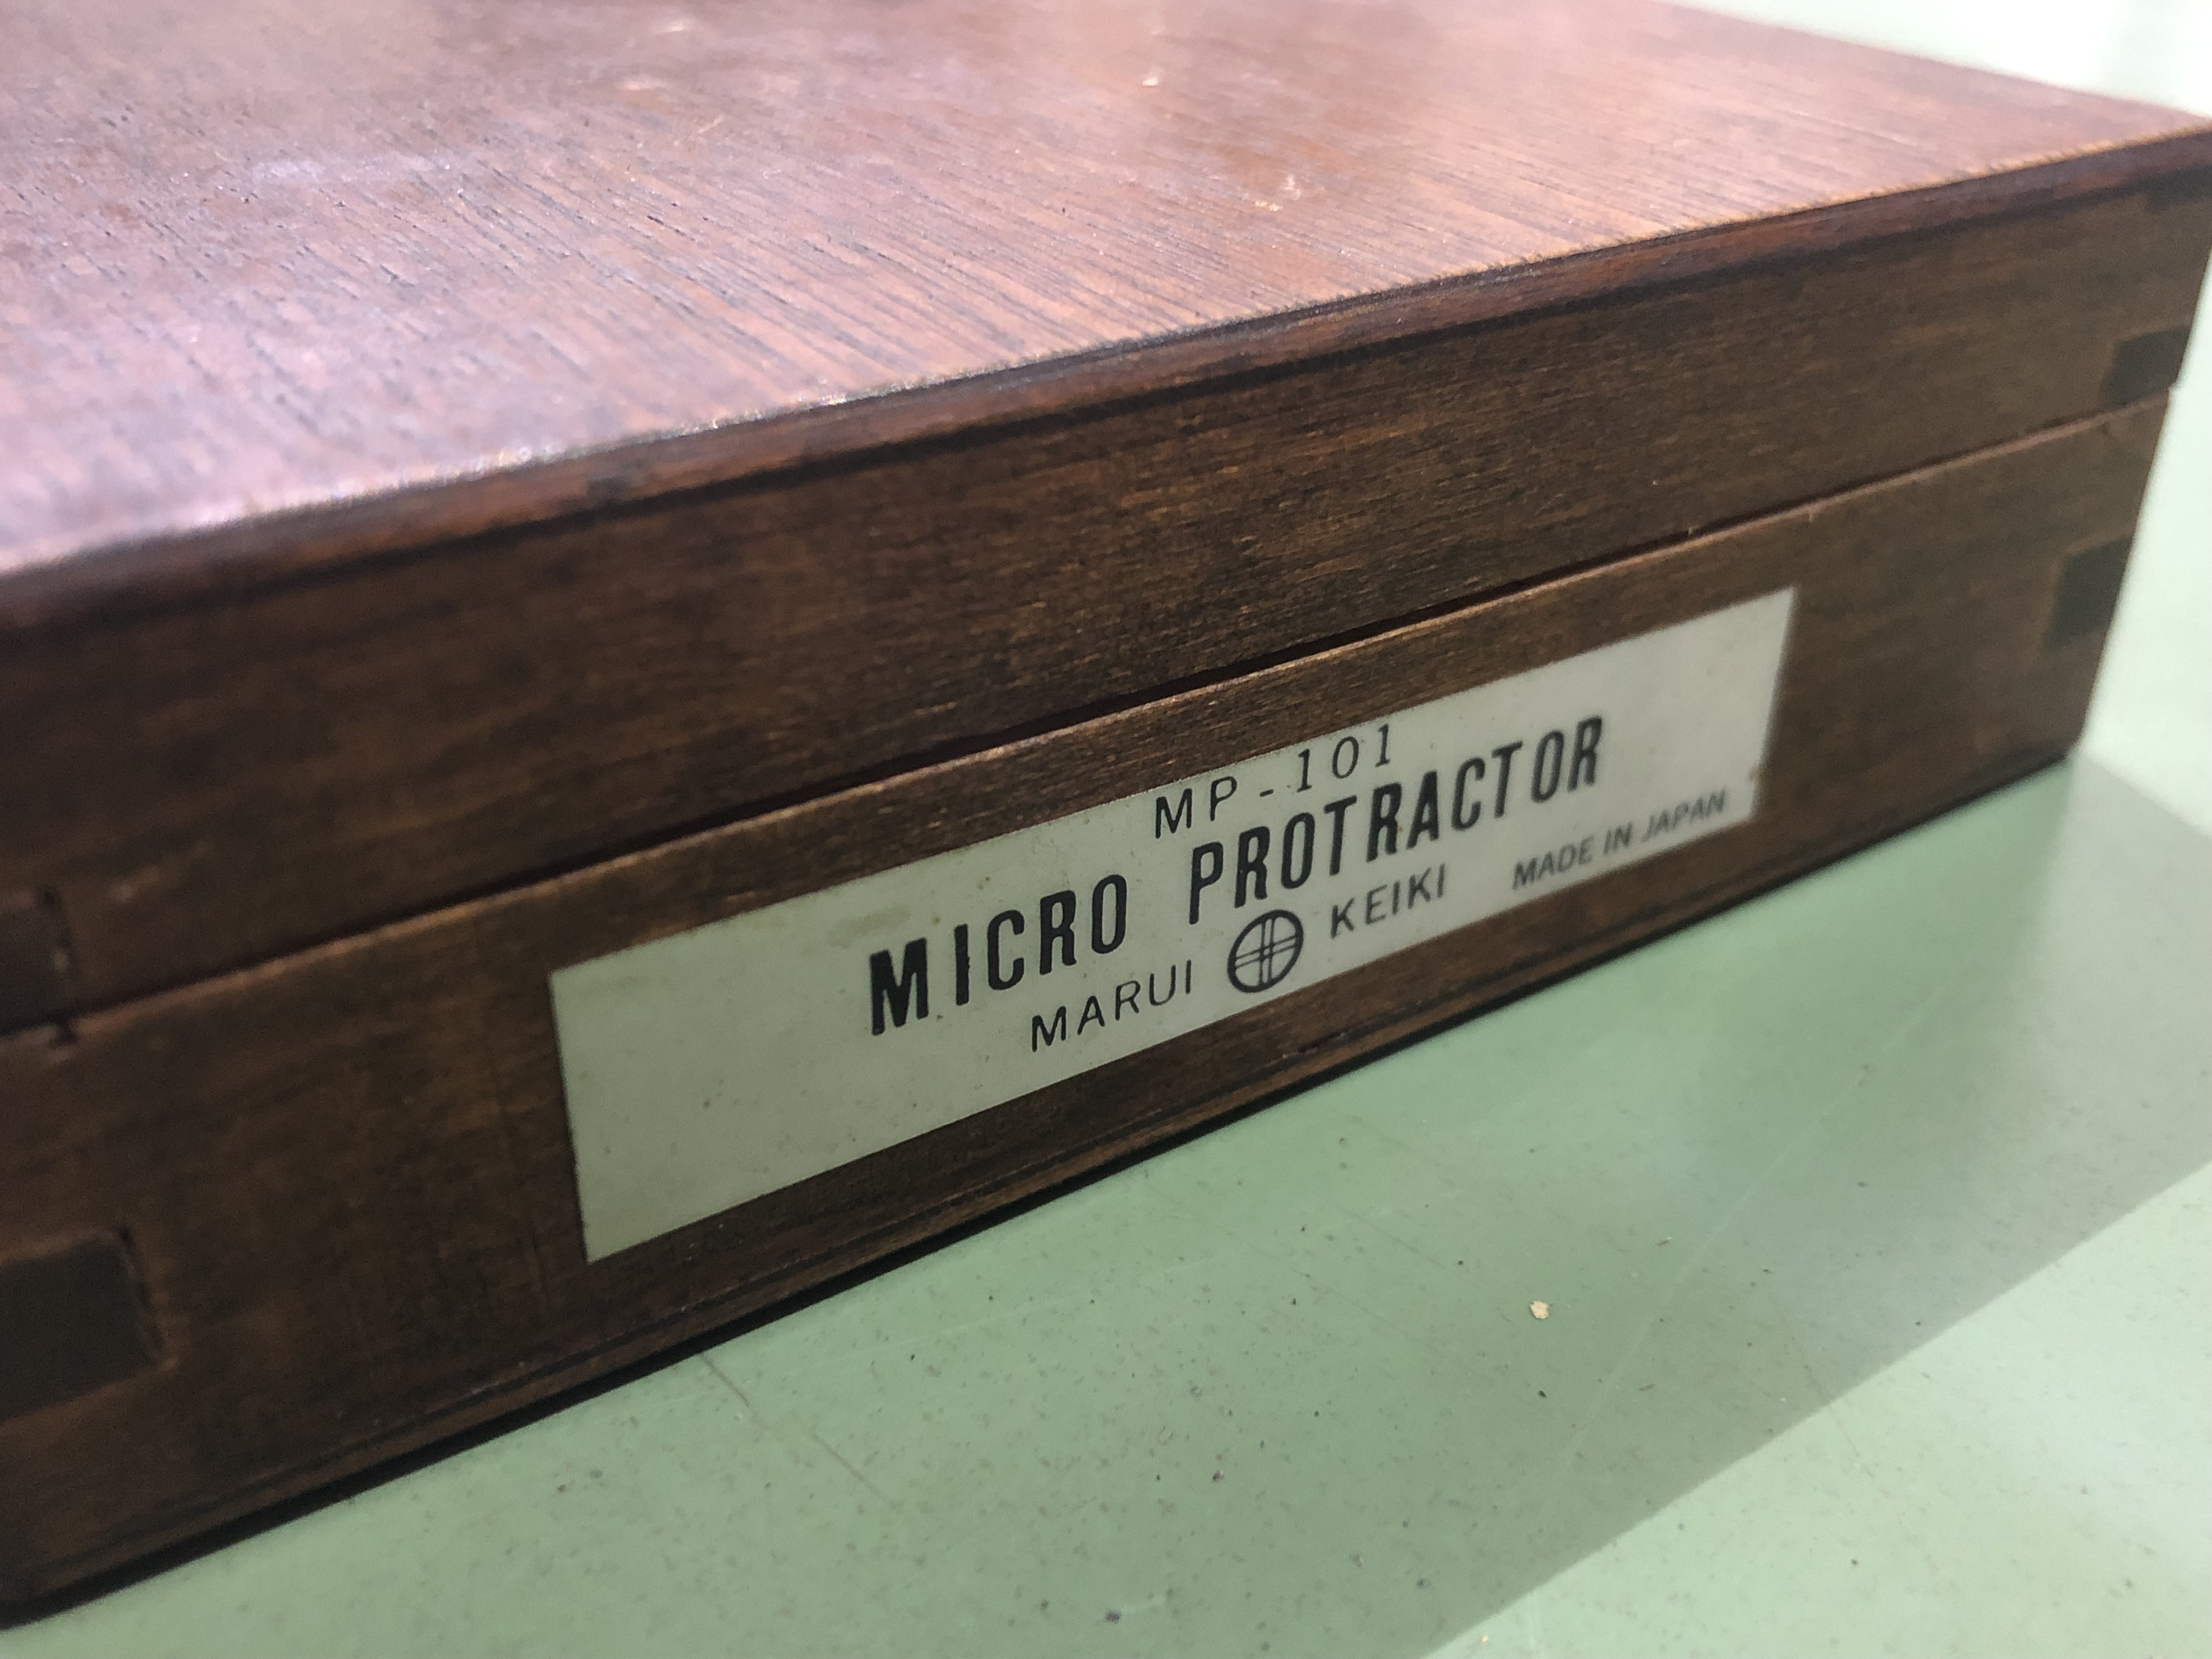 MP-101
MICRO PROTRACTOR
MARUI KEIKI MADE IN JAPAN